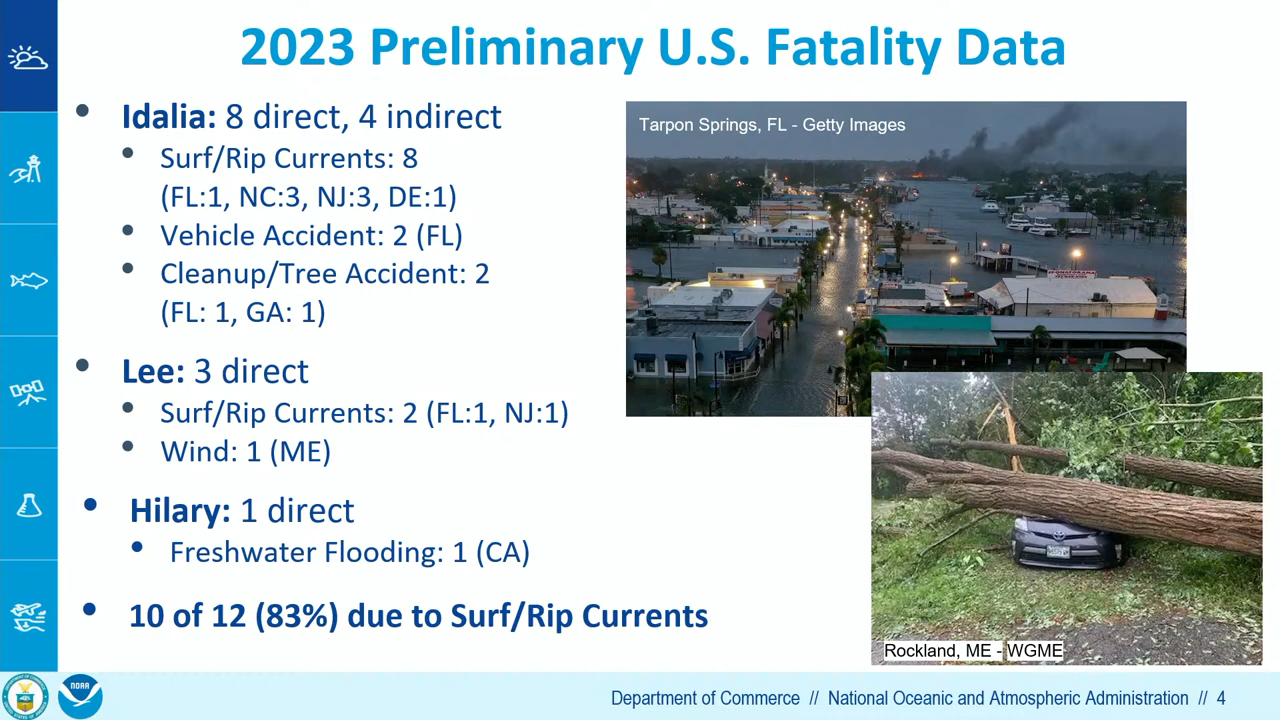 2023 Preliminary U.S. Fatality Data
• Idalia: 8 direct, 4 indirect
• Surf/Rip Currents: 8
(FL:1, NC:3, NJ:3, DE:1)
• Vehicle Accident: 2 (FL)
• Cleanup/Tree Accident: 2
(FL: 1, GA: 1)
• Lee: 3 direct
• Surf/Rip Currents: 2 (FL:1, NJ:1)
• Wind: 1 (ME)
• Hilary: 1 direct
• Freshwater Flooding: 1 (CA)
• 10 of 12 (83%) due to Surf/Rip Currents
Tarpon Springs, FL - Getty Images
Rockland, ME - WGME
NOAA
Department of Commerce // National Oceanic and Atmospheric Administration // 4